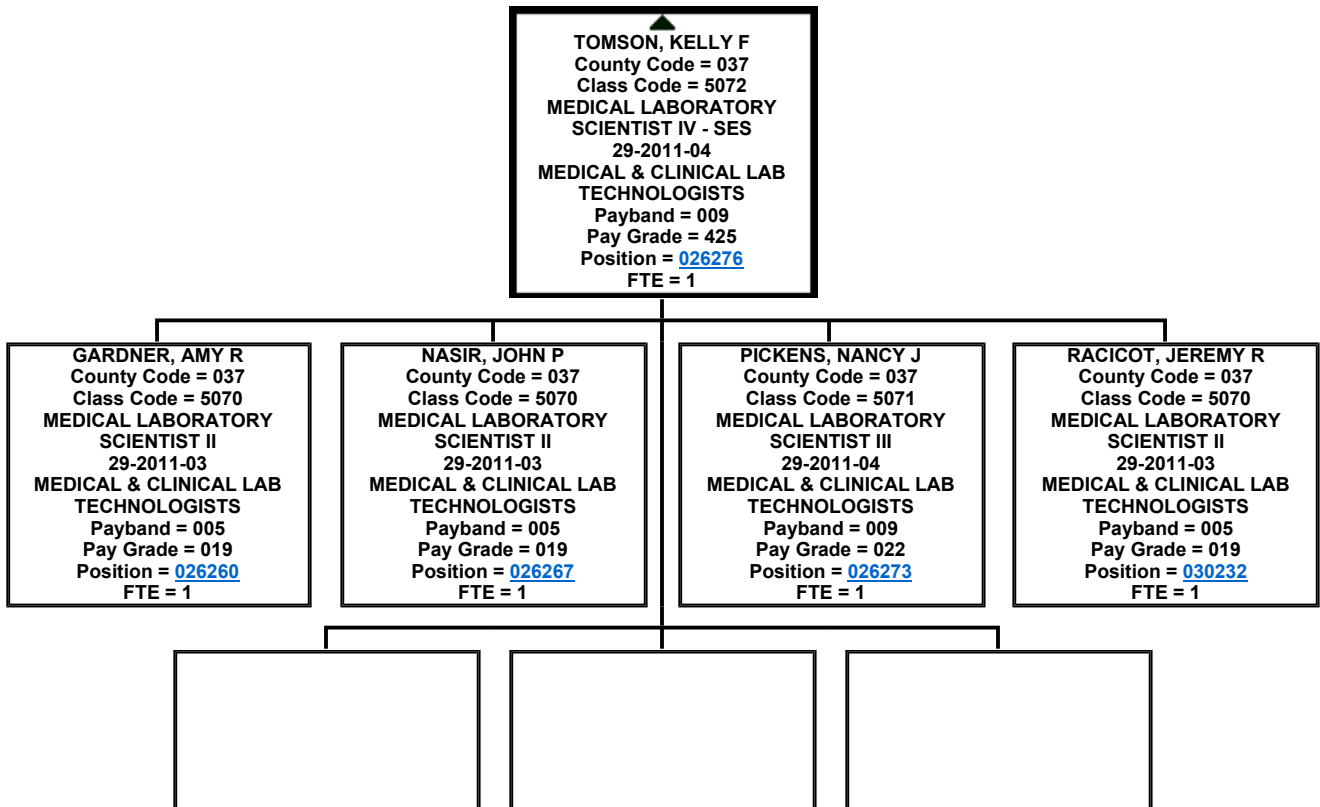 TOMSON, KELLY F
County Code = 037
Class Code = 5072
MEDICAL LABORATORY
SCIENTIST IV - SES
29-2011-04
MEDICAL & CLINICAL LAB
TECHNOLOGISTS
Payband = 009
Pay Grade = 425
Position = 026276
FTE = 1
GARDNER, AMY R
County Code = 037
Class Code = 5070
MEDICAL LABORATORY
SCIENTIST II
29-2011-03
MEDICAL & CLINICAL LAB
TECHNOLOGISTS
Payband = 005
Pay Grade = 019
Position = 026260
FTE = 1
NASIR, JOHN P
County Code = 037
Class Code = 5070
MEDICAL LABORATORY
SCIENTIST II
29-2011-03
MEDICAL & CLINICAL LAB
TECHNOLOGISTS
Payband = 005
Pay Grade = 019
Position = 026267
FTE = 1
PICKENS, NANCY J
County Code = 037
Class Code = 5071
MEDICAL LABORATORY
SCIENTIST III
29-2011-04
MEDICAL & CLINICAL LAB
TECHNOLOGISTS
Payband = 009
Pay Grade = 022
Position = 026273
FTE = 1
RACICOT, JEREMY R
County Code = 037
Class Code = 5070
MEDICAL LABORATORY
SCIENTIST II
29-2011-03
MEDICAL & CLINICAL LAB
TECHNOLOGISTS
Payband = 005
Pay Grade = 019
Position = 030232
FTE = 1